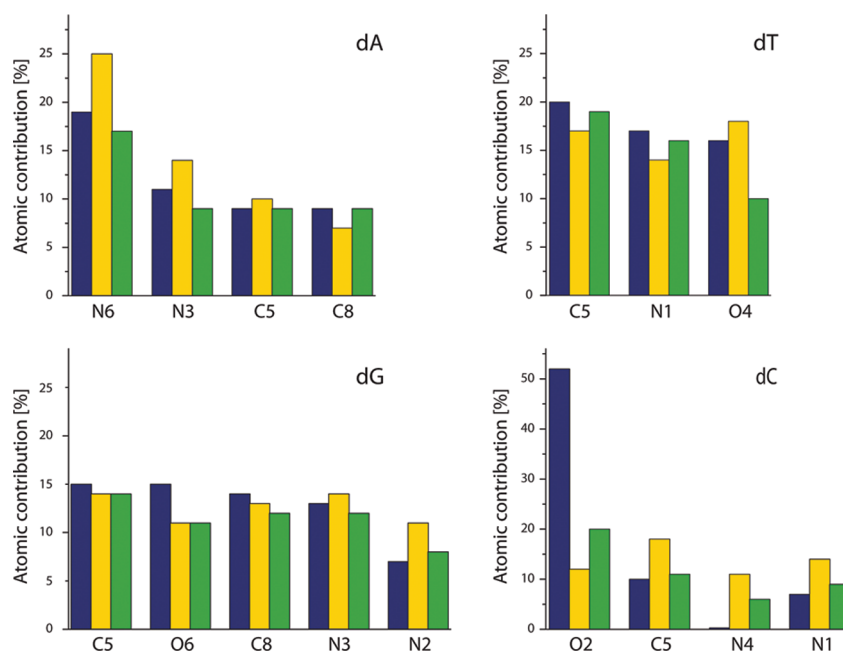 dA
Atomic contribution [%]
25
20
15
10
5
0
N6 N3 C5 C8
dT
Atomic contribution [%]
25
20
15
10
5
0
C5 N1 O4
dG
Atomic contribution [%]
25
20
15
10
5
0
C5 O6 C8 N3 N2
dC
Atomic contribution [%]
50
40
30
20
10
0
O2 C5 N4 N1